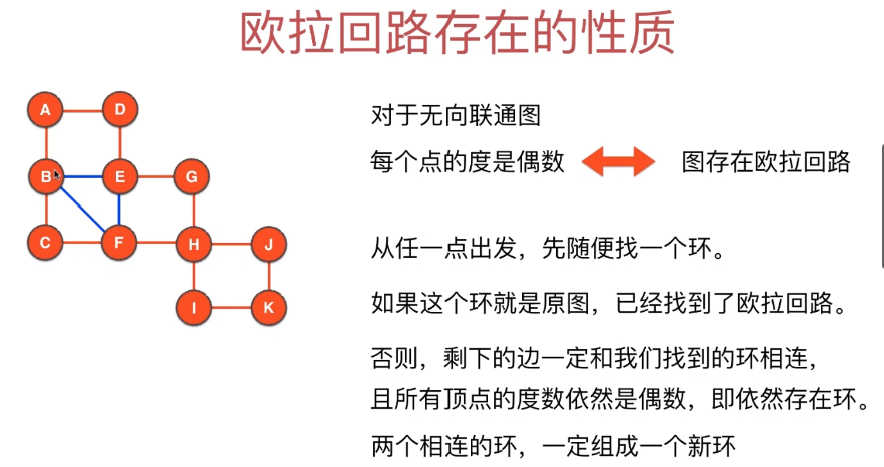 欧拉回路存在的性质
A D
B E G
C F H J
I K
对于无向联通图
每个点的度是偶数 图存在欧拉回路
从任一点出发，先随便找一个环。
如果这个环就是原图，已经找到了欧拉回路。
否则，剩下的边一定和我们找到的环相连，
且所有顶点的度数依然是偶数，即依然存在环。
两个相连的环，一定组成一个新环